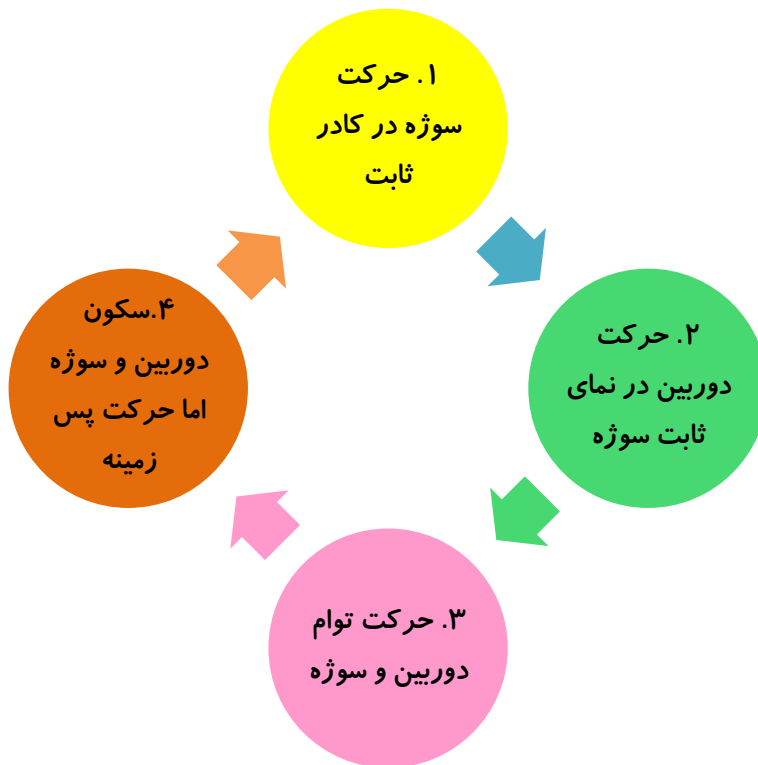 ۱. حرکت
سوژه در کادر
ثابت
۲. حرکت
دوربین در نمای
ثابت سوژه
۳. حرکت توام
دوربین و سوژه
۴.سکون
دوربین و سوژه
اما حرکت پس
زمینه